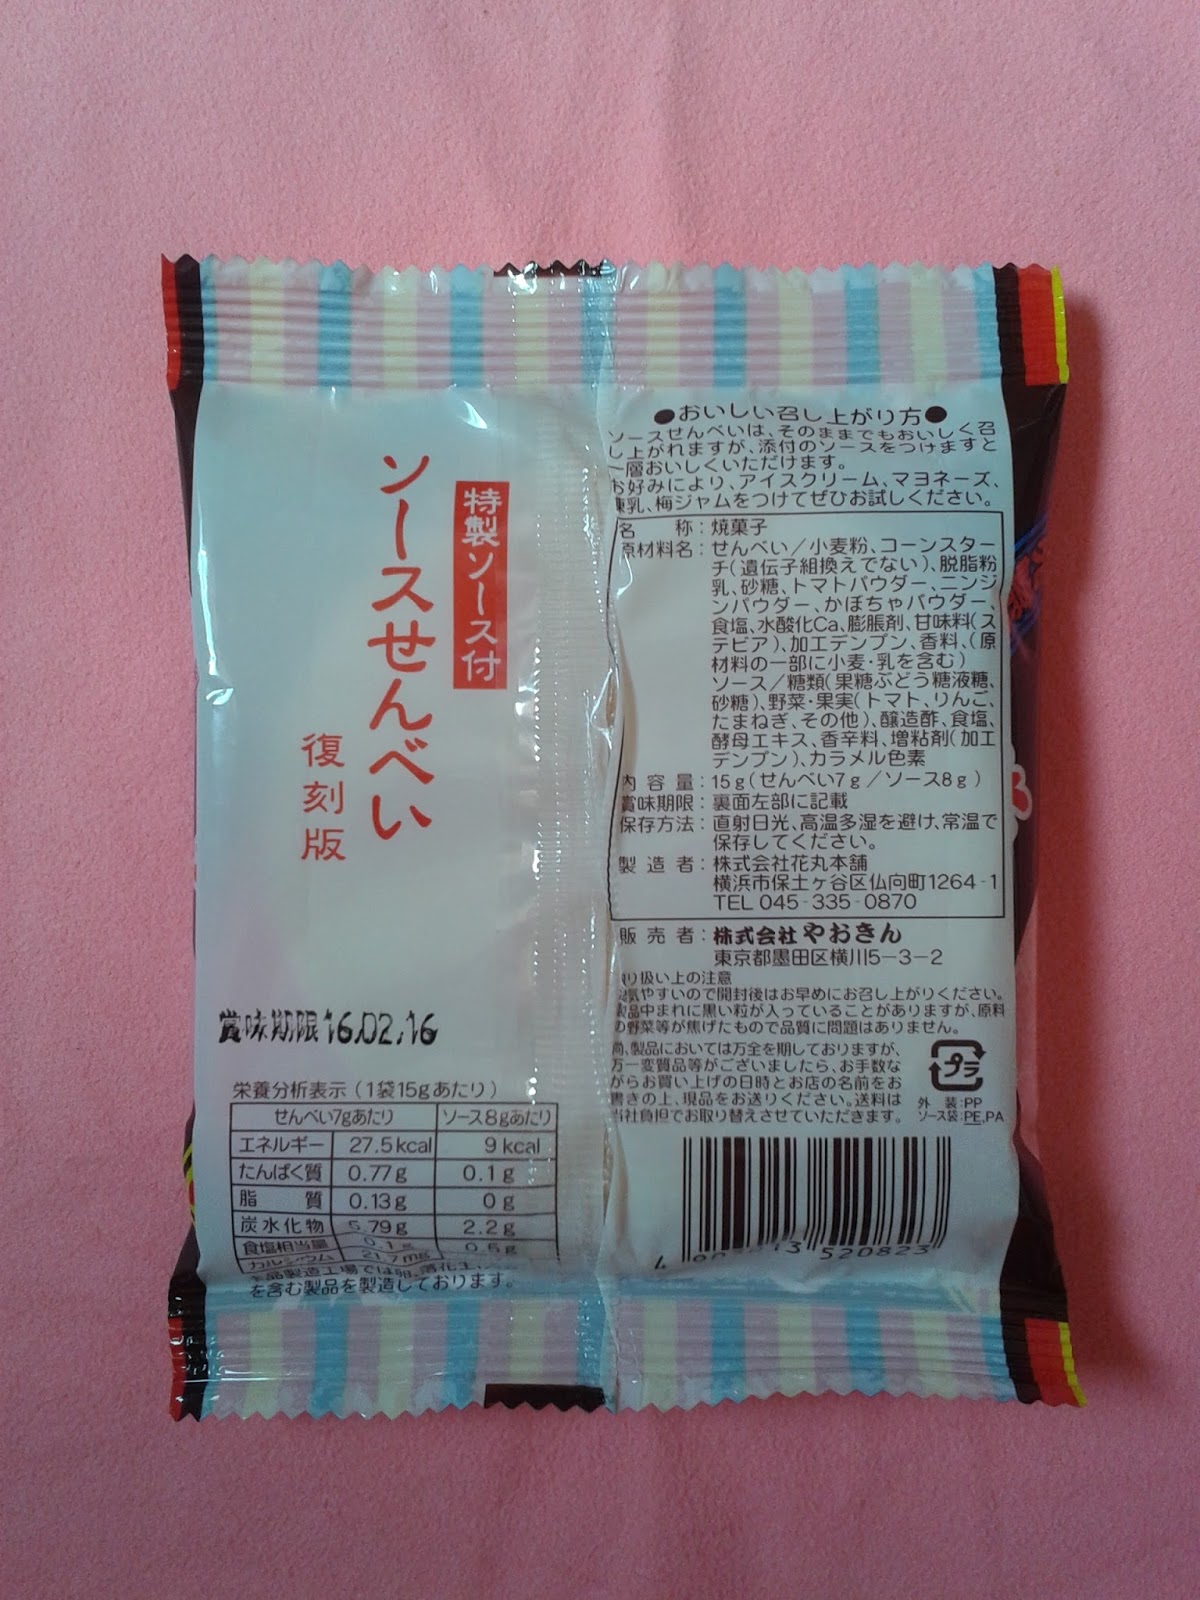 特製ソース付
ソースせんべい
復刻版
賞味期限16.02.16
栄養分析表示(1袋15gあたり)
せんべい7gあたり ソース8gあたり
エネルギー 27.5kcal 9kcal
たんぱく質 0.77g 0.1g
脂質 0.13g 0g
炭水化物 5.79g 2.2g
食塩相当量 0.1g 0.5g
カルシウム 21.7mg
を含む製品を製造しております。
●おいしい召し上がり方●
ソースせんべいは、そのままでもおいしく召
し上がれますが、添付のソースをつけますと
一層おいしくいただけます。
お好みにより、アイスクリーム、マヨネーズ、
練乳、梅ジャムをつけてぜひお試しください。
名称:焼菓子
原材料名:せんべい/小麦粉、コーンスター
チ(遺伝子組換えでない)、脱脂粉
乳、砂糖、トマトパウダー、ニンジ
ンパウダー、かぼちゃパウダー、
食塩、水酸化Ca、膨脹剤、甘味料(ス
テビア)、加工デンプン、香料、(原
材料の一部に小麦・乳を含む)
ソース/糖類(果糖ぶどう糖液糖、
砂糖)、野菜・果実(トマト、りんご、
たまねぎ、その他)、醸造酢、食塩、
酵母エキス、香辛料、増粘剤(加工
デンプン)、カラメル色素
内容量:15g(せんべい7g/ソース8g)
賞味期限:裏面左部に記載
保存方法:直射日光、高温多湿を避け、常温で
保存してください。
製造者:株式会社花丸本舗
横浜市保土ヶ谷区仏向町1264-1
TEL 045-335-0870
販売者:株式会社やおきん
東京都墨田区横川5-3-2
取り扱い上の注意
湿気やすいので開封後はお早めにお召し上がりください。
製品中まれに黒い粒が入っていることがありますが、原料
の野菜等が焦げたもので品質に問題はありません。
尚、製品においては万全を期しておりますが、
万一変質品等がございましたら、お手数な
がらお買い上げの日時とお店の名前をお
書きの上、現品をお送りください。送料は
当社負担でお取り替えさせていただきます。
プラ
外装:PP
ソース袋:PE,PA
520823